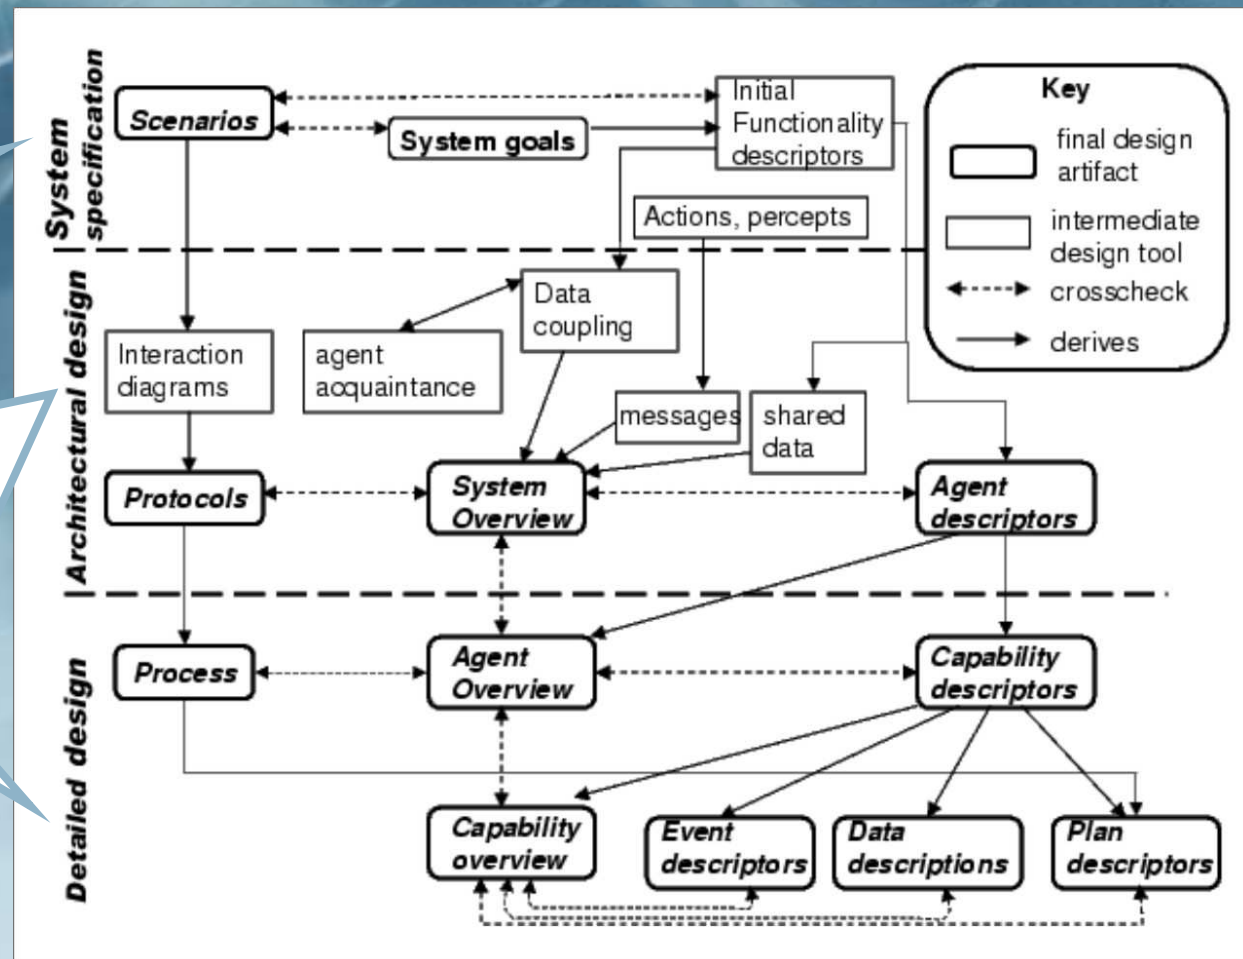 System
specification
Scenarios
System goals
Initial
Functionality
descriptors
Actions, percepts
Key
final design
artifact
intermediate
design tool
crosscheck
derives
Architectural design
Data
coupling
Interaction
diagrams
agent
acquaintance
messages
shared
data
Protocols
System
Overview
Agent
descriptors
Detailed design
Process
Agent
Overview
Capability
descriptors
Capability
overview
Event
descriptors
Data
descriptions
Plan
descriptors